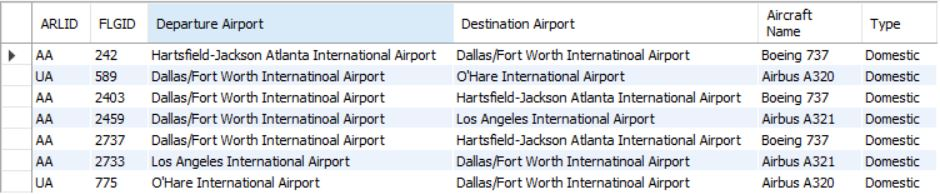 ARLID FLGID Departure Airport Destination Airport Aircraft Name Type
AA 242 Hartsfield-Jackson Atlanta International Airport Dallas/Fort Worth Internatinoal Airport Boeing 737 Domestic
UA 589 Dallas/Fort Worth Internatinoal Airport O'Hare International Airport Airbus A320 Domestic
AA 2403 Dallas/Fort Worth Internatinoal Airport Hartsfield-Jackson Atlanta International Airport Boeing 737 Domestic
AA 2459 Dallas/Fort Worth Internatinoal Airport Los Angeles International Airport Airbus A321 Domestic
AA 2737 Dallas/Fort Worth Internatinoal Airport Hartsfield-Jackson Atlanta International Airport Boeing 737 Domestic
AA 2733 Los Angeles International Airport Dallas/Fort Worth Internatinoal Airport Airbus A321 Domestic
UA 775 O'Hare International Airport Dallas/Fort Worth Internatinoal Airport Airbus A320 Domestic